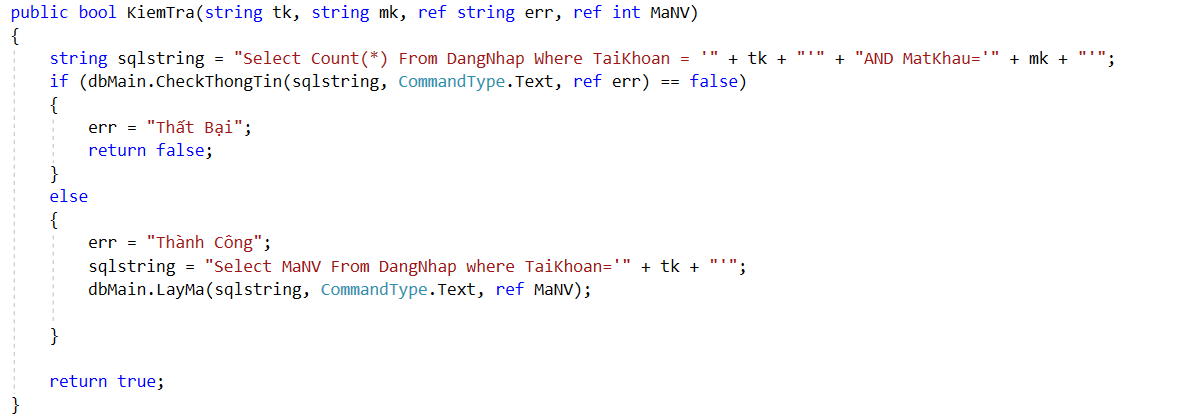 public bool KiemTra(string tk, string mk, ref string err, ref int MaNV)
{
    string sqlstring = "Select Count(*) From DangNhap Where TaiKhoan = '" + tk + "'" + "AND MatKhau='" + mk + "'";
    if (dbMain.CheckThongTin(sqlstring, CommandType.Text, ref err) == false)
    {
        err = "Thất Bại";
        return false;
    }
    else
    {
        err = "Thành Công";
        sqlstring = "Select MaNV From DangNhap where TaiKhoan='" + tk + "'";
        dbMain.LayMa(sqlstring, CommandType.Text, ref MaNV);
    }
    return true;
}